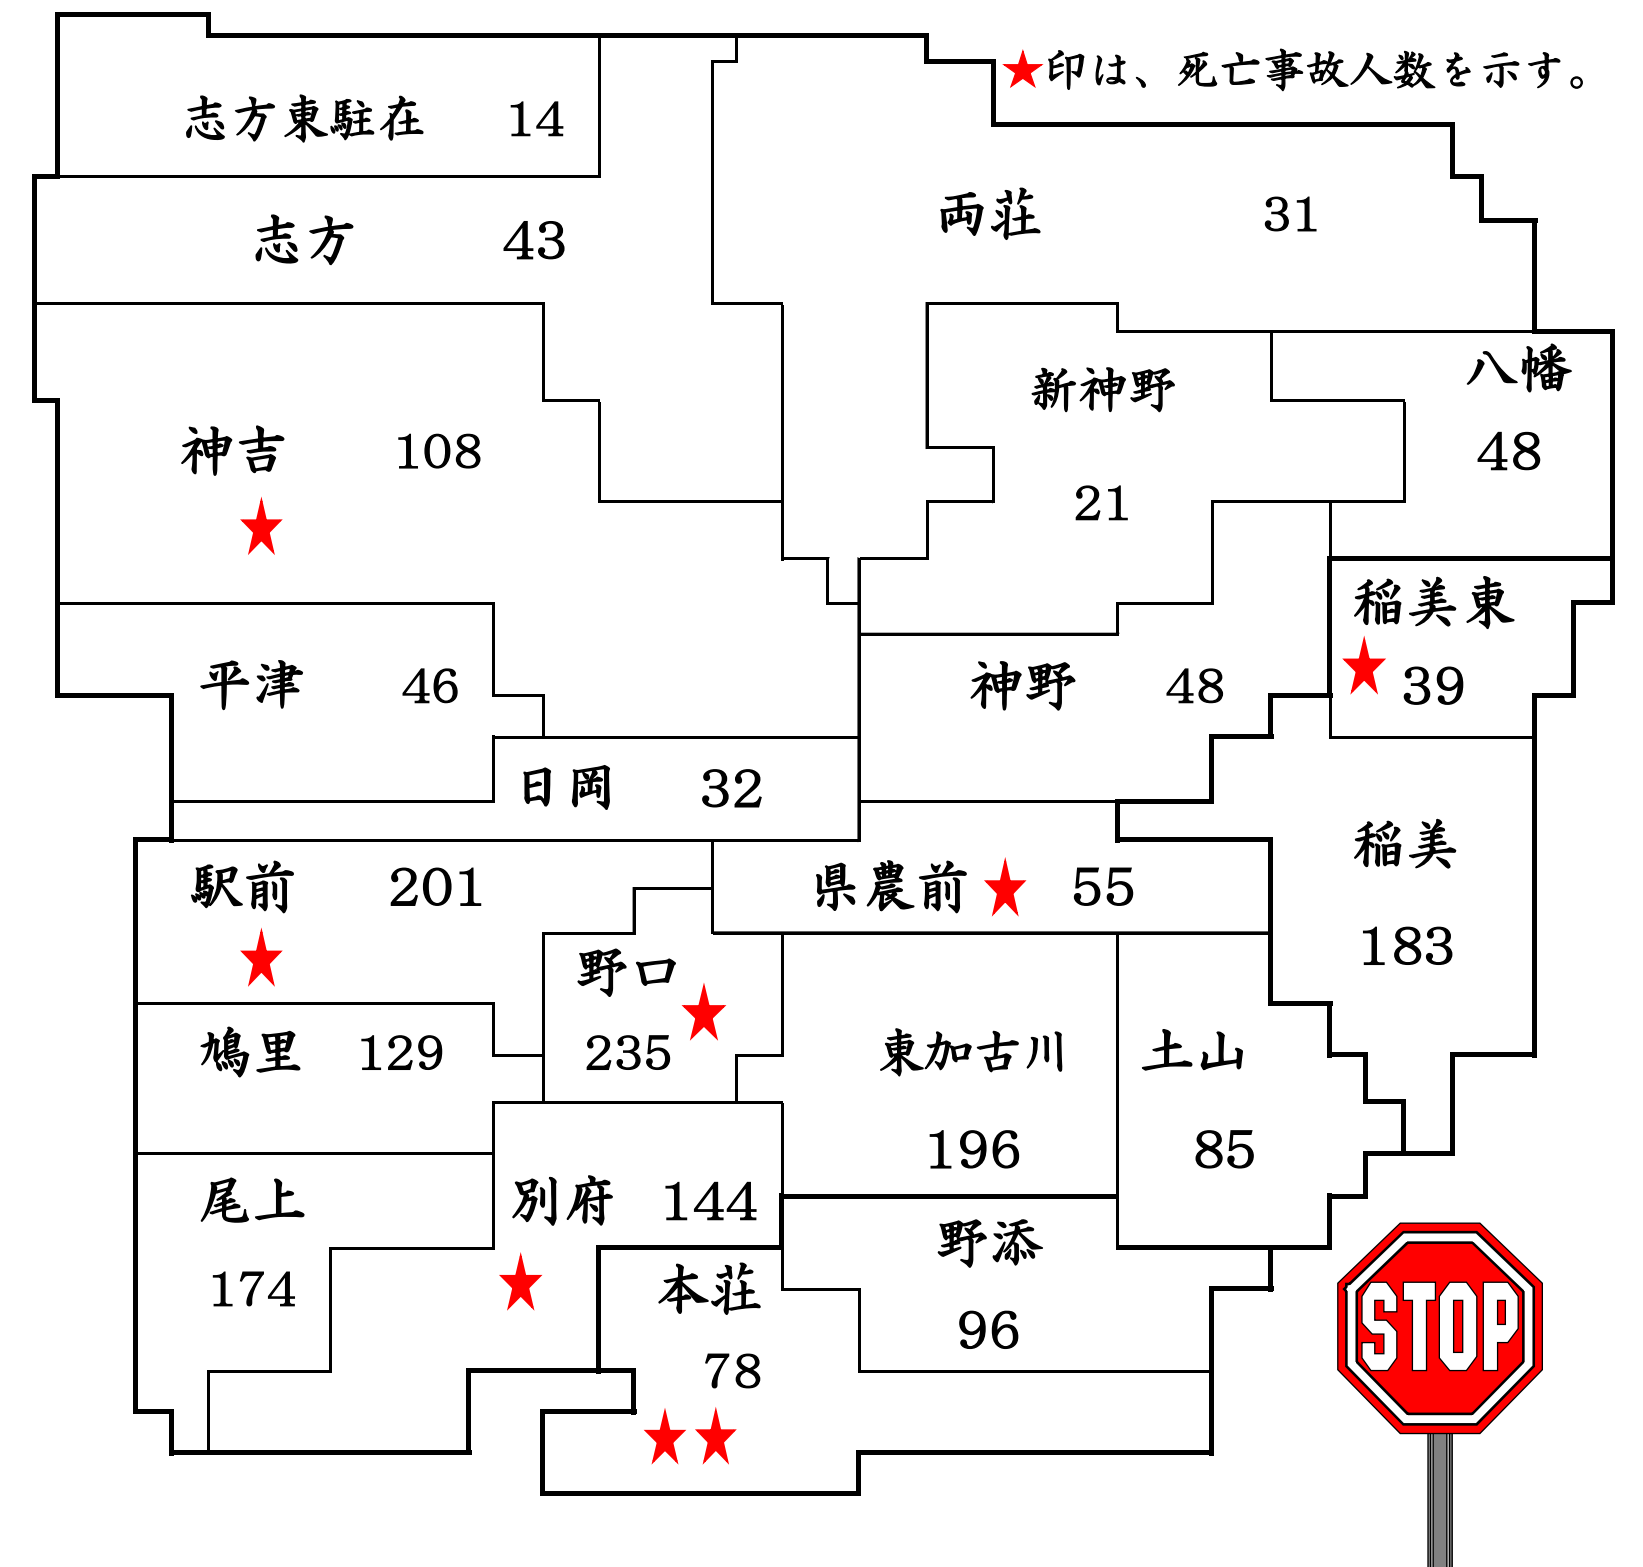 ★印は、死亡事故人数を示す。
志方東駐在 14
志方 43
両荘 31
八幡
48
新神野
21
神吉 108
★
稲美東
★ 39
平津 46
神野 48
日岡 32
稲美
183
駅前 201
★
県農前 ★ 55
野口
★
235
鳩里 129
東加古川
196
土山
85
尾上
174
別府 144
★
野添
96
本荘
78
★★
STOP